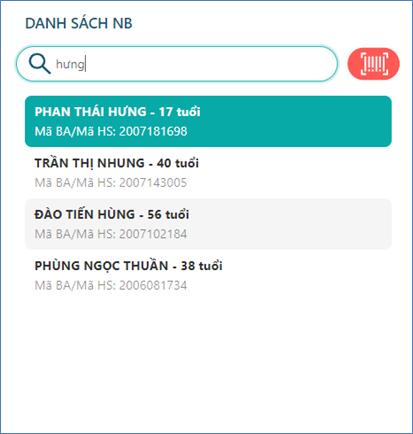 DANH SÁCH NB
hưng
PHAN THÁI HƯNG - 17 tuổi
Mã BA/Mã HS: 2007181698
TRẦN THỊ NHUNG - 40 tuổi
Mã BA/Mã HS: 2007143005
ĐÀO TIẾN HÙNG - 56 tuổi
Mã BA/Mã HS: 2007102184
PHÙNG NGỌC THUẦN - 38 tuổi
Mã BA/Mã HS: 2006081734